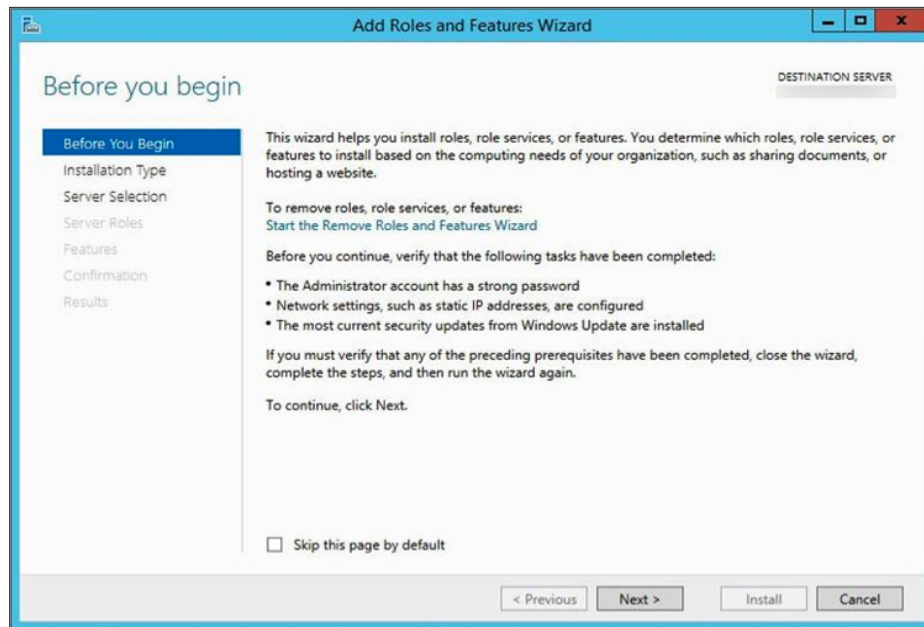 Add Roles and Features Wizard
Before you begin
DESTINATION SERVER
Before You Begin
Installation Type
Server Selection
Server Roles
Features
Confirmation
Results
This wizard helps you install roles, role services, or features. You determine which roles, role services, or
features to install based on the computing needs of your organization, such as sharing documents, or
hosting a website.
To remove roles, role services, or features:
Start the Remove Roles and Features Wizard
Before you continue, verify that the following tasks have been completed:
• The Administrator account has a strong password
• Network settings, such as static IP addresses, are configured
• The most current security updates from Windows Update are installed
If you must verify that any of the preceding prerequisites have been completed, close the wizard,
complete the steps, and then run the wizard again.
To continue, click Next.
Skip this page by default
< Previous
Next >
Install
Cancel